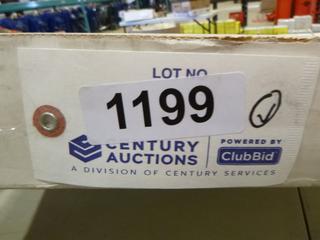 LOT NO
1199
CENTURY
AUCTIONS
POWERED BY
ClubBid
A DIVISION OF CENTURY SERVICES